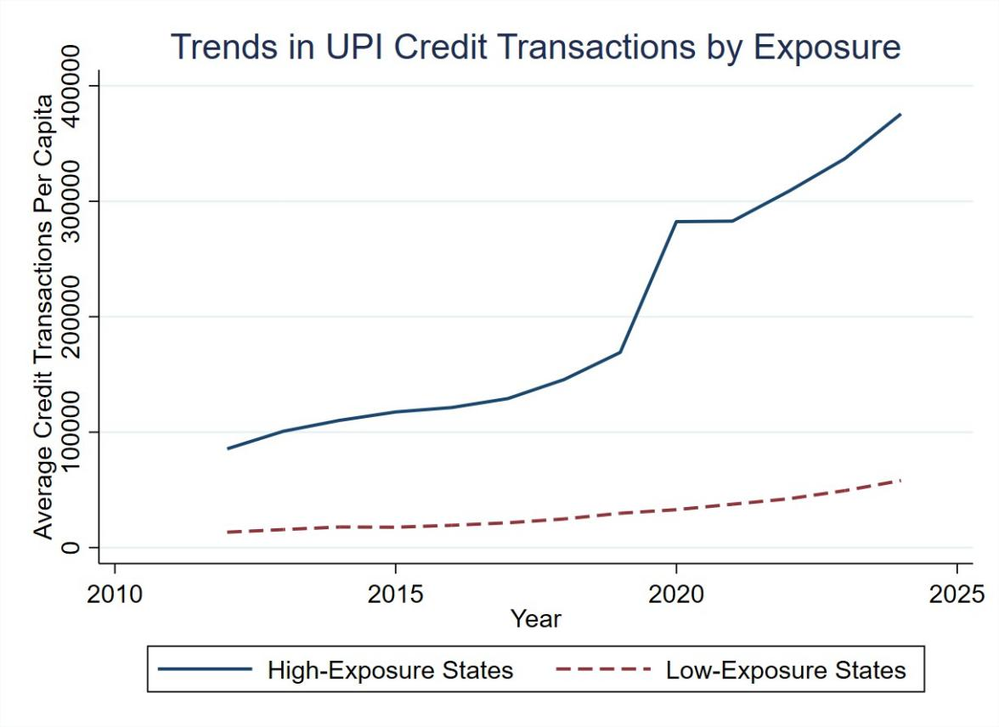 Trends in UPI Credit Transactions by Exposure
Average Credit Transactions Per Capita
400000
300000
200000
100000
0
2010 2015 2020 2025
Year
High-Exposure States Low-Exposure States